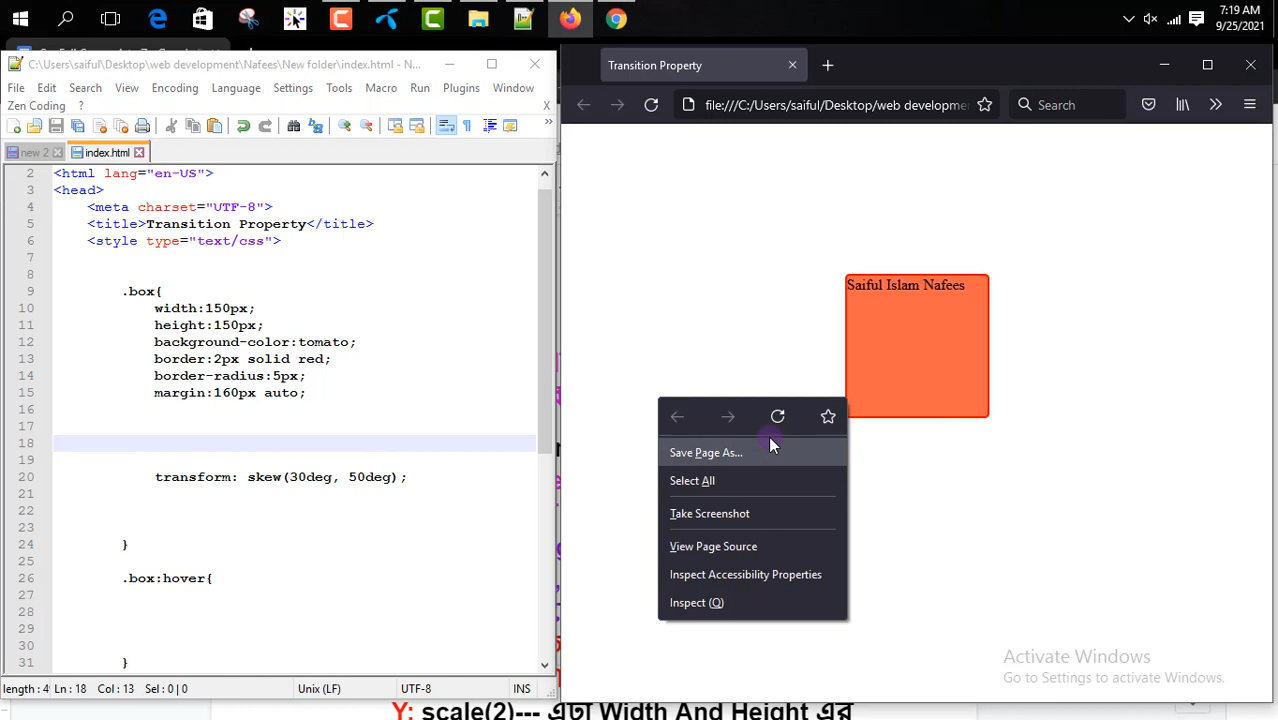 7:19 AM
9/25/2021
C:\Users\saiful\Desktop\web development\Nafees\New folder\index.html - N...
File Edit Search View Encoding Language Settings Tools Macro Run Plugins Window
Zen Coding ? X
new 2 index.html
2 <html lang="en-US">
3 <head>
4 <meta charset="UTF-8">
5 <title>Transition Property</title>
6 <style type="text/css">
7
8
9 .box{
10 width:150px;
11 height:150px;
12 background-color:tomato;
13 border:2px solid red;
14 border-radius:5px;
15 margin:160px auto;
16
17
18
19
20 transform: skew(30deg, 50deg);
21
22
23
24 }
25
26 .box:hover{
27
28
29
30
31 }
length: 4 Ln : 18 Col : 13 Sel : 0 | 0 Unix (LF) UTF-8 INS
Transition Property
file:///C:/Users/saiful/Desktop/web developme
Search
Saiful Islam Nafees
Save Page As...
Select All
Take Screenshot
View Page Source
Inspect Accessibility Properties
Inspect (Q)
Activate Windows
Go to Settings to activate Windows.
Y: scale(2)--- এটা Width And Height এর